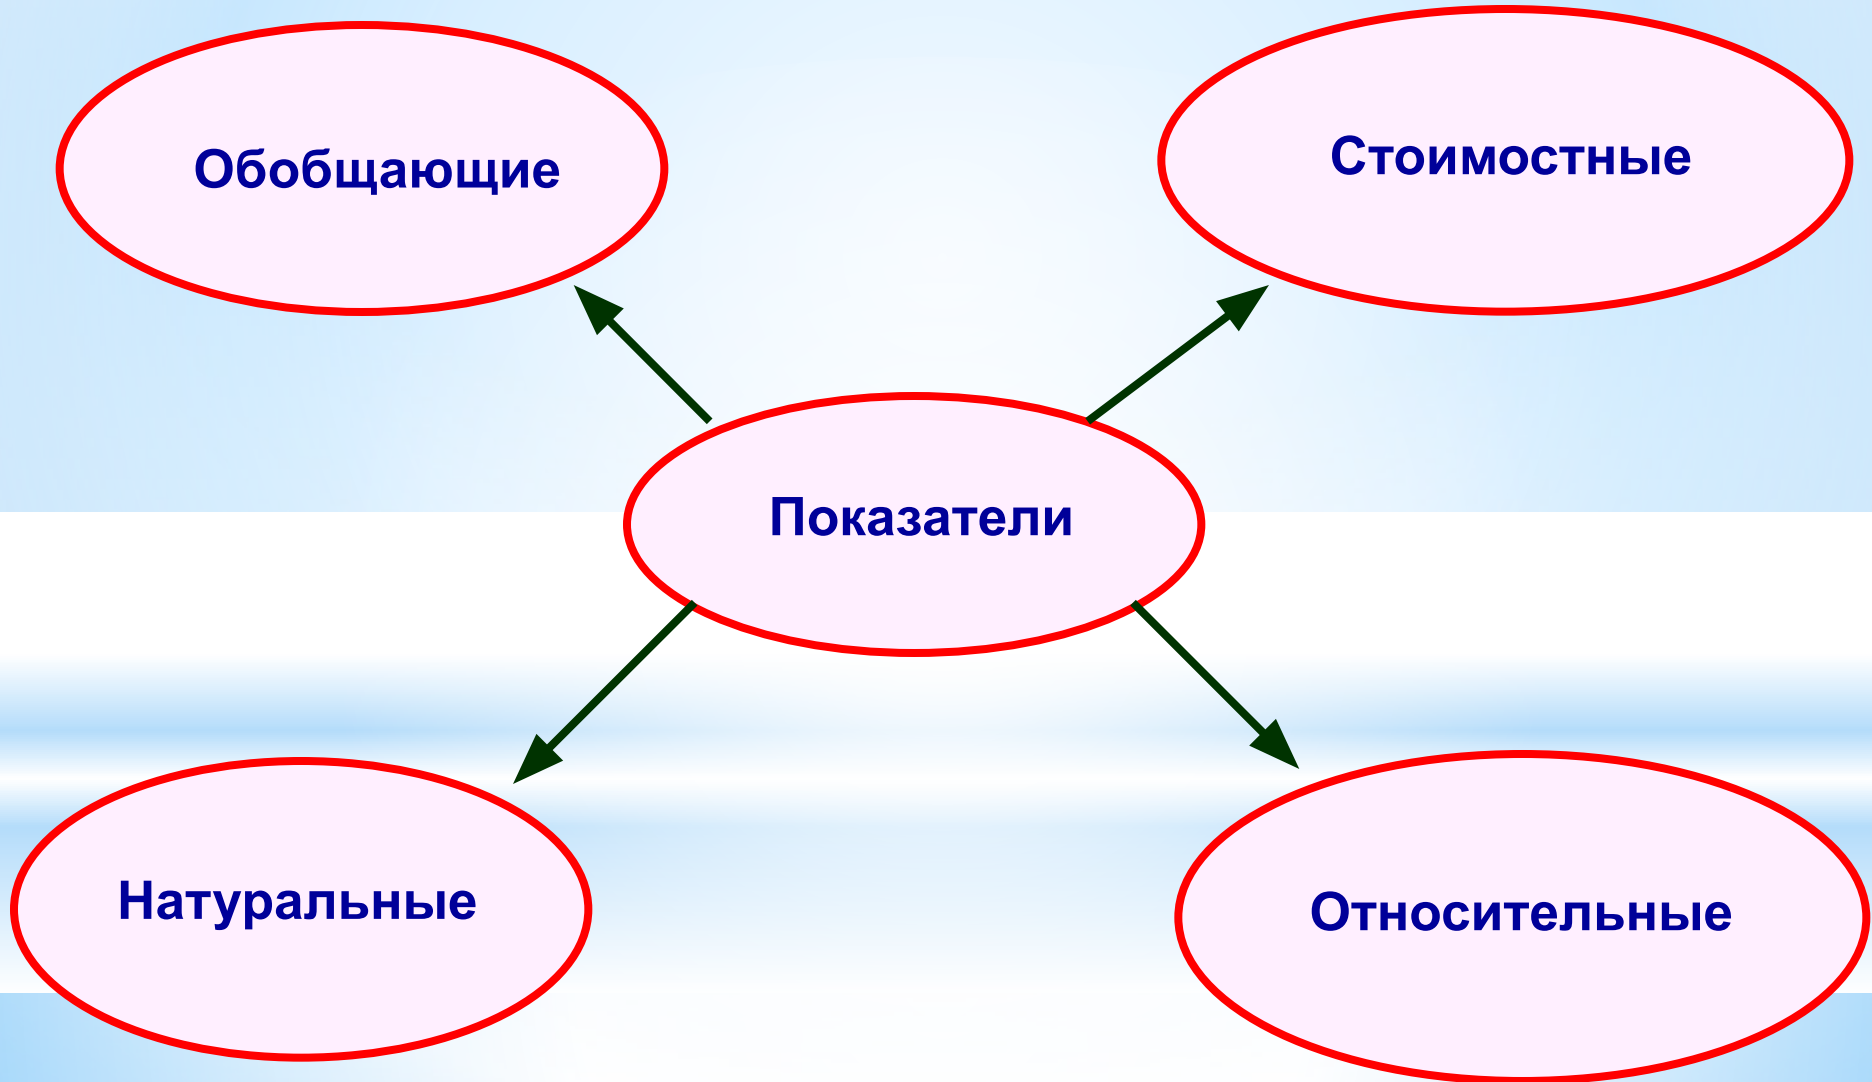 Обобщающие
Стоимостные
Показатели
Натуральные
Относительные